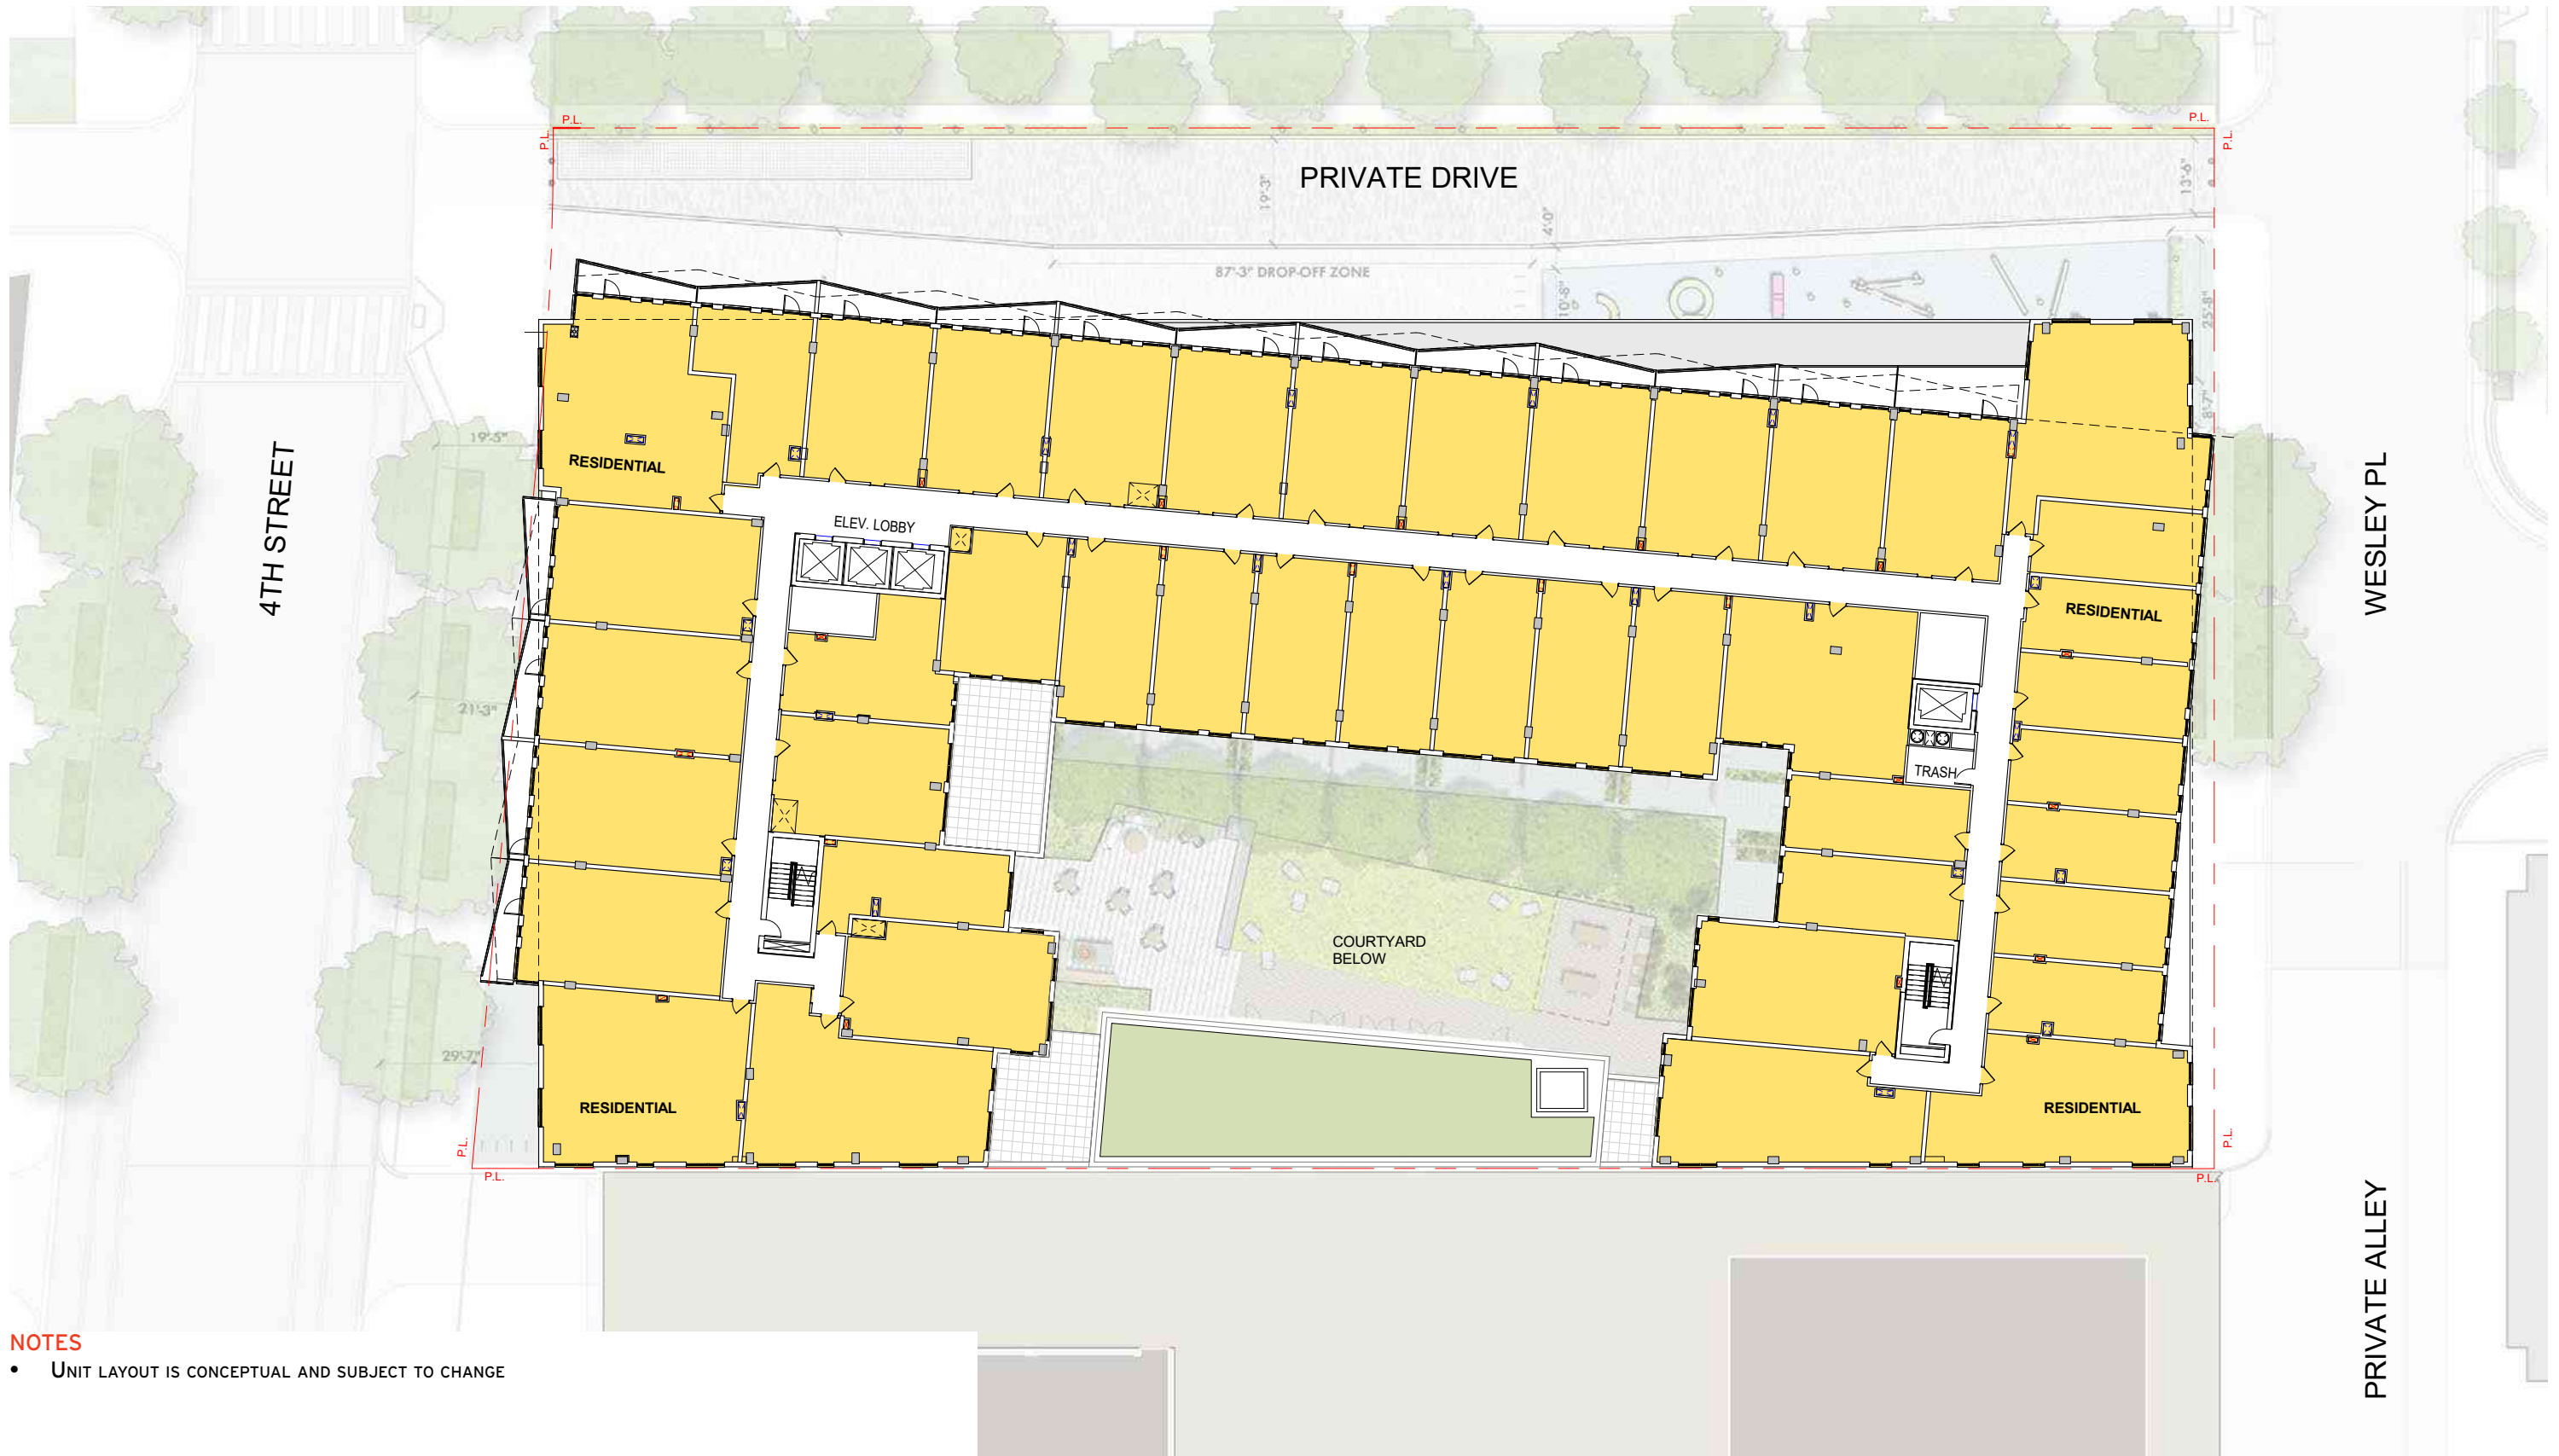 P.L.
P.L.
P.L.
P.L.
PRIVATE DRIVE
19'-3"
13'-6"
4'-0"
87'-3" DROP-OFF ZONE
10'-8"
25'-8"
8'-7"
19'-5"
RESIDENTIAL
4TH STREET
ELEV. LOBBY
WESLEY PL
RESIDENTIAL
21'-3"
TRASH
COURTYARD
BELOW
29'-7"
RESIDENTIAL
RESIDENTIAL
P.L.
P.L.
P.L.
P.L.
PRIVATE ALLEY
NOTES
• UNIT LAYOUT IS CONCEPTUAL AND SUBJECT TO CHANGE